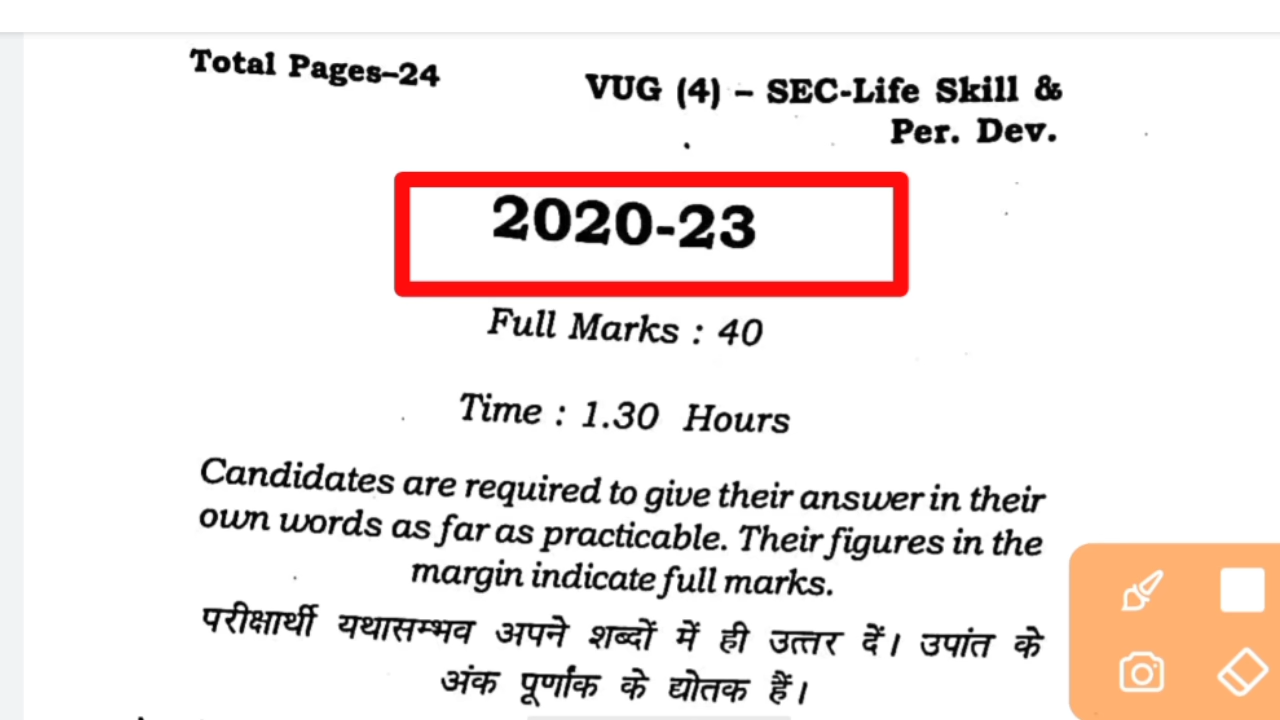 Total Pages–24
VUG (4) – SEC-Life Skill &
Per. Dev.
2020-23
Full Marks : 40
Time : 1.30 Hours
Candidates are required to give their answer in their
own words as far as practicable. Their figures in the
margin indicate full marks.
परीक्षार्थी यथासम्भव अपने शब्दों में ही उत्तर दें। उपांत के
अंक पूर्णांक के द्योतक हैं।